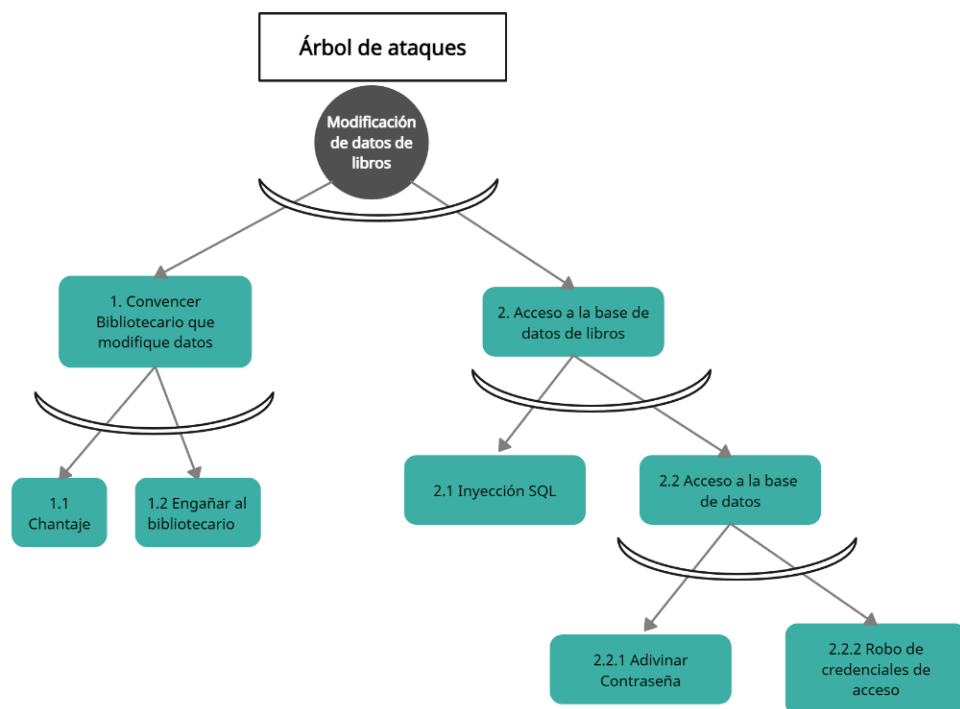 Árbol de ataques
Modificación
de datos de
libros
1. Convencer
Bibliotecario que
modifique datos
2. Acceso a la base de
datos de libros
1.1
Chantaje
1.2 Engañar al
bibliotecario
2.1 Inyección SQL
2.2 Acceso a la base
de datos
2.2.1 Adivinar
Contraseña
2.2.2 Robo de
credenciales de
acceso